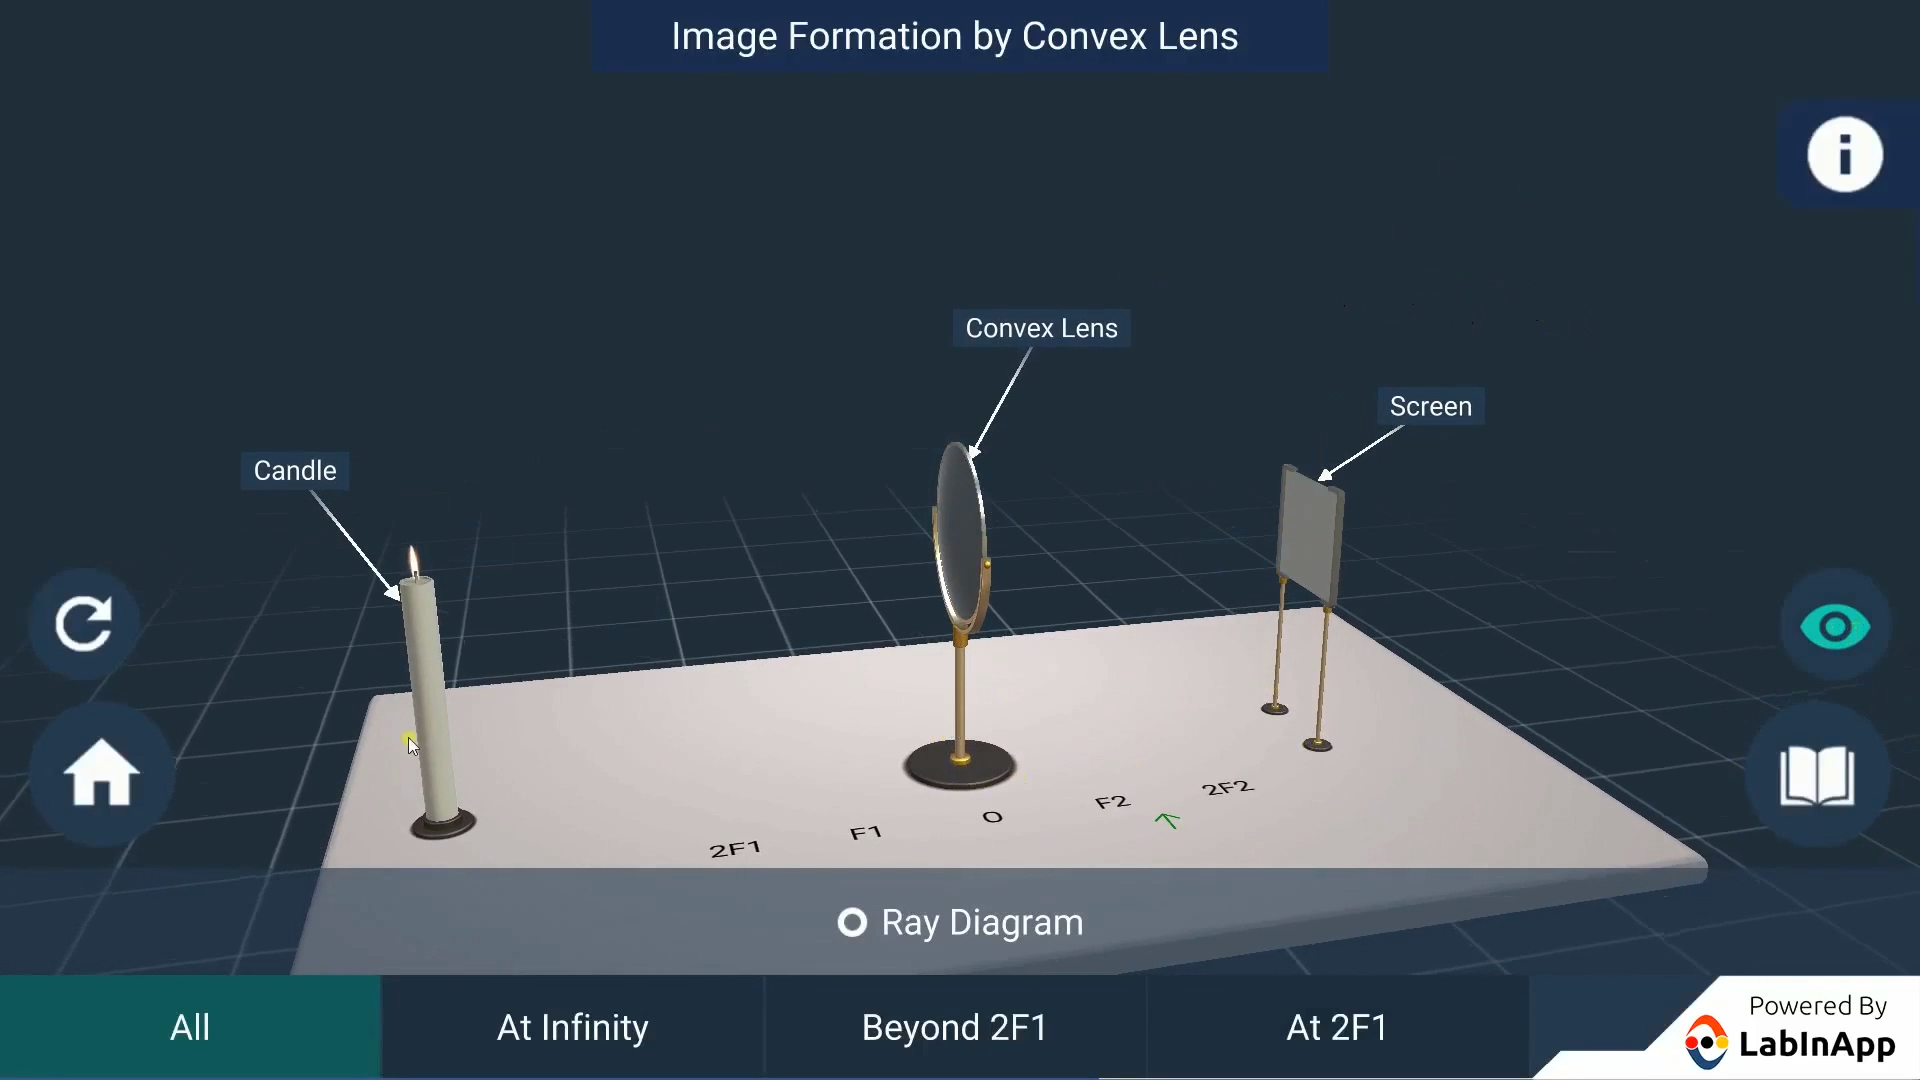 Image Formation by Convex Lens
Convex Lens
Screen
Candle
2F1
F1
O
F2
2F2
Ray Diagram
All
At Infinity
Beyond 2F1
At 2F1
Powered By
LabInApp